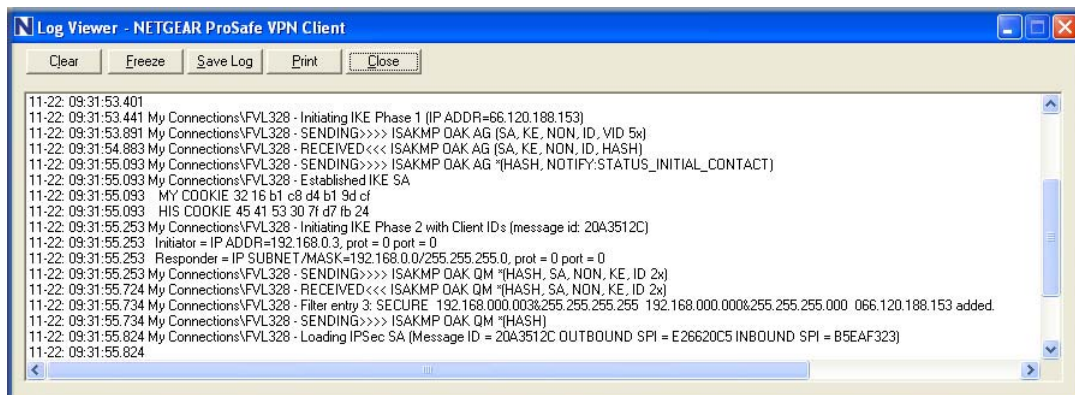 Log Viewer - NETGEAR ProSafe VPN Client
Clear Freeze Save Log Print Close
11-22: 09:31:53.401
11-22: 09:31:53.441 My Connections\FVL328 - Initiating IKE Phase 1 (IP ADDR=66.120.188.153)
11-22: 09:31:53.891 My Connections\FVL328 - SENDING>>>> ISAKMP OAK AG (SA, KE, NON, ID, VID 5x)
11-22: 09:31:54.883 My Connections\FVL328 - RECEIVED<<< ISAKMP OAK AG (SA, KE, NON, ID, HASH)
11-22: 09:31:55.093 My Connections\FVL328 - SENDING>>>> ISAKMP OAK AG *(HASH, NOTIFY:STATUS_INITIAL_CONTACT)
11-22: 09:31:55.093 My Connections\FVL328 - Established IKE SA
11-22: 09:31:55.093 MY COOKIE 32 16 b1 c8 d4 b1 9d cf
11-22: 09:31:55.093 HIS COOKIE 45 41 53 30 7f d7 fb 24
11-22: 09:31:55.253 My Connections\FVL328 - Initiating IKE Phase 2 with Client IDs (message id: 20A3512C)
11-22: 09:31:55.253 Initiator = IP ADDR=192.168.0.3, prot = 0 port = 0
11-22: 09:31:55.253 Responder = IP SUBNET/MASK=192.168.0.0/255.255.255.0, prot = 0 port = 0
11-22: 09:31:55.253 My Connections\FVL328 - SENDING>>>> ISAKMP OAK QM *(HASH, SA, NON, KE, ID 2x)
11-22: 09:31:55.724 My Connections\FVL328 - RECEIVED<<< ISAKMP OAK QM *(HASH, SA, NON, KE, ID 2x)
11-22: 09:31:55.734 My Connections\FVL328 - Filter entry 3: SECURE 192.168.000.003&255.255.255.255 192.168.000.000&255.255.255.000 066.120.188.153 added.
11-22: 09:31:55.734 My Connections\FVL328 - SENDING>>>> ISAKMP OAK QM *(HASH)
11-22: 09:31:55.824 My Connections\FVL328 - Loading IPSec SA (Message ID = 20A3512C OUTBOUND SPI = E26620C5 INBOUND SPI = B5EAF323)
11-22: 09:31:55.824